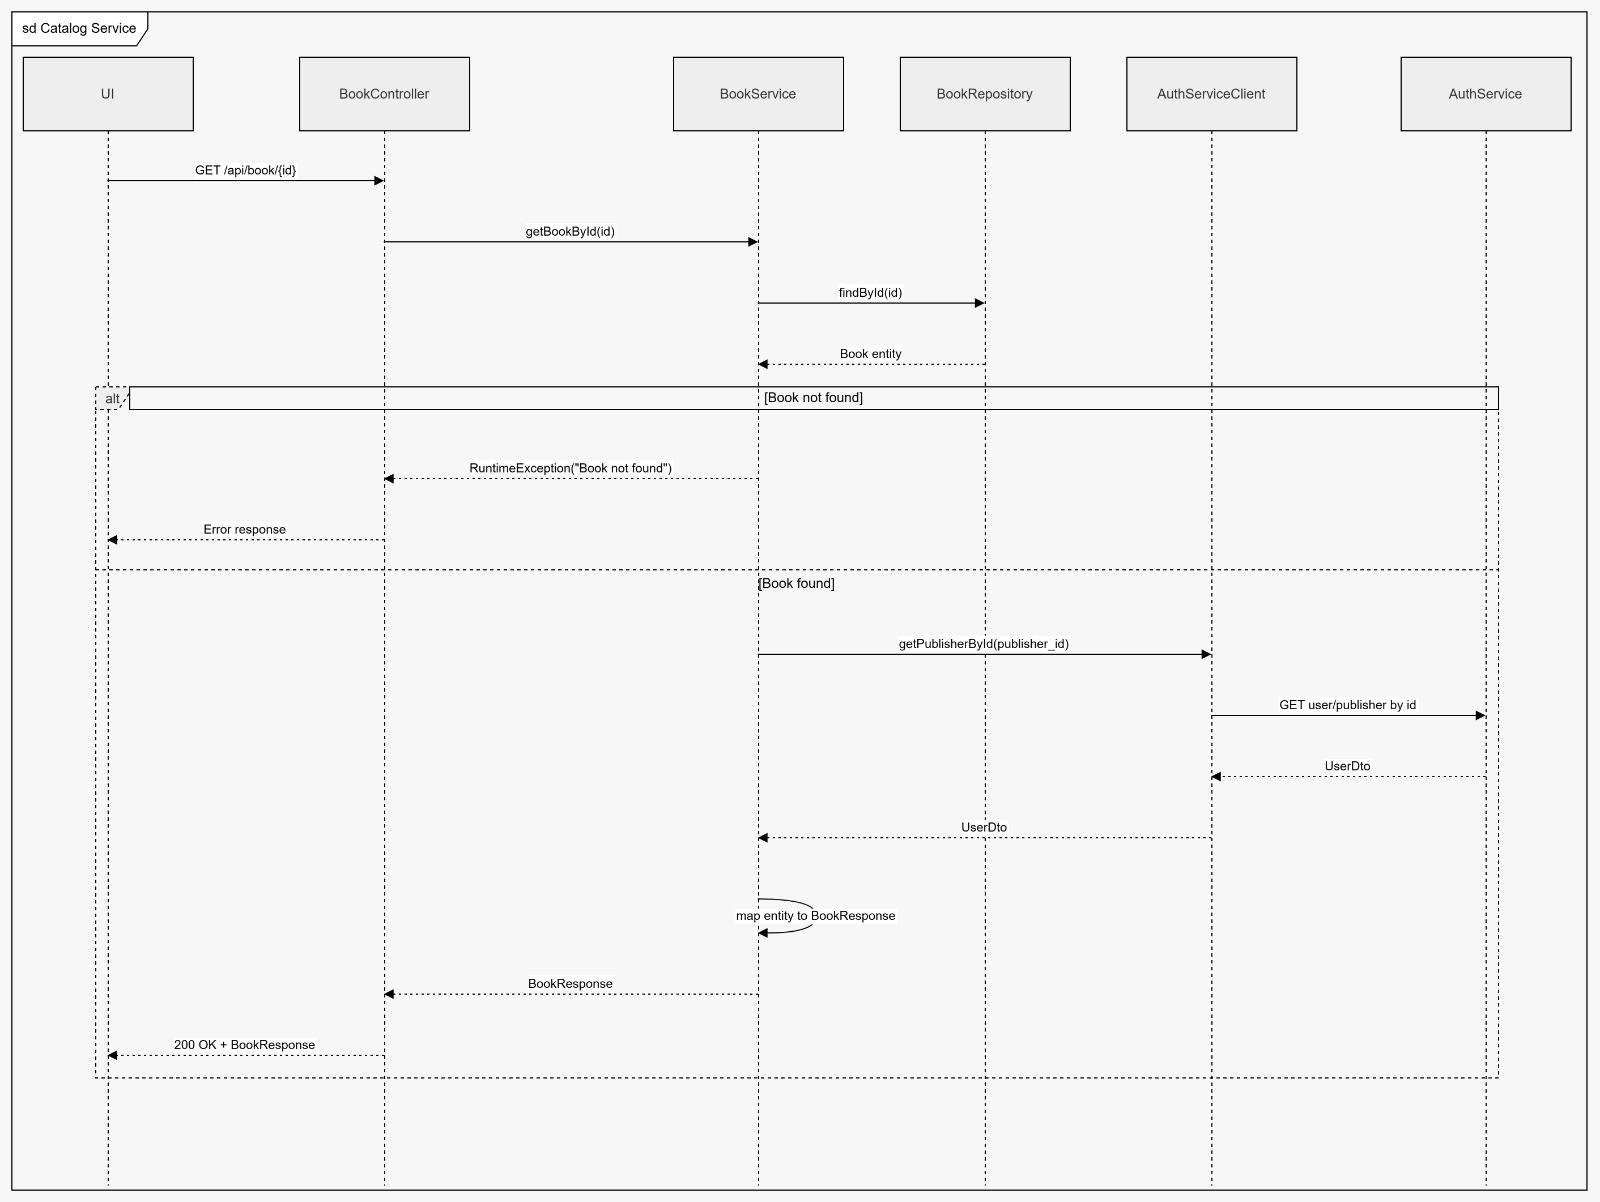 sd Catalog Service
UI
BookController
BookService
BookRepository
AuthServiceClient
AuthService
GET /api/book/{id}
getBookById(id)
findById(id)
Book entity
alt
[Book not found]
RuntimeException("Book not found")
Error response
[Book found]
getPublisherById(publisher_id)
GET user/publisher by id
UserDto
UserDto
map entity to BookResponse
BookResponse
200 OK + BookResponse